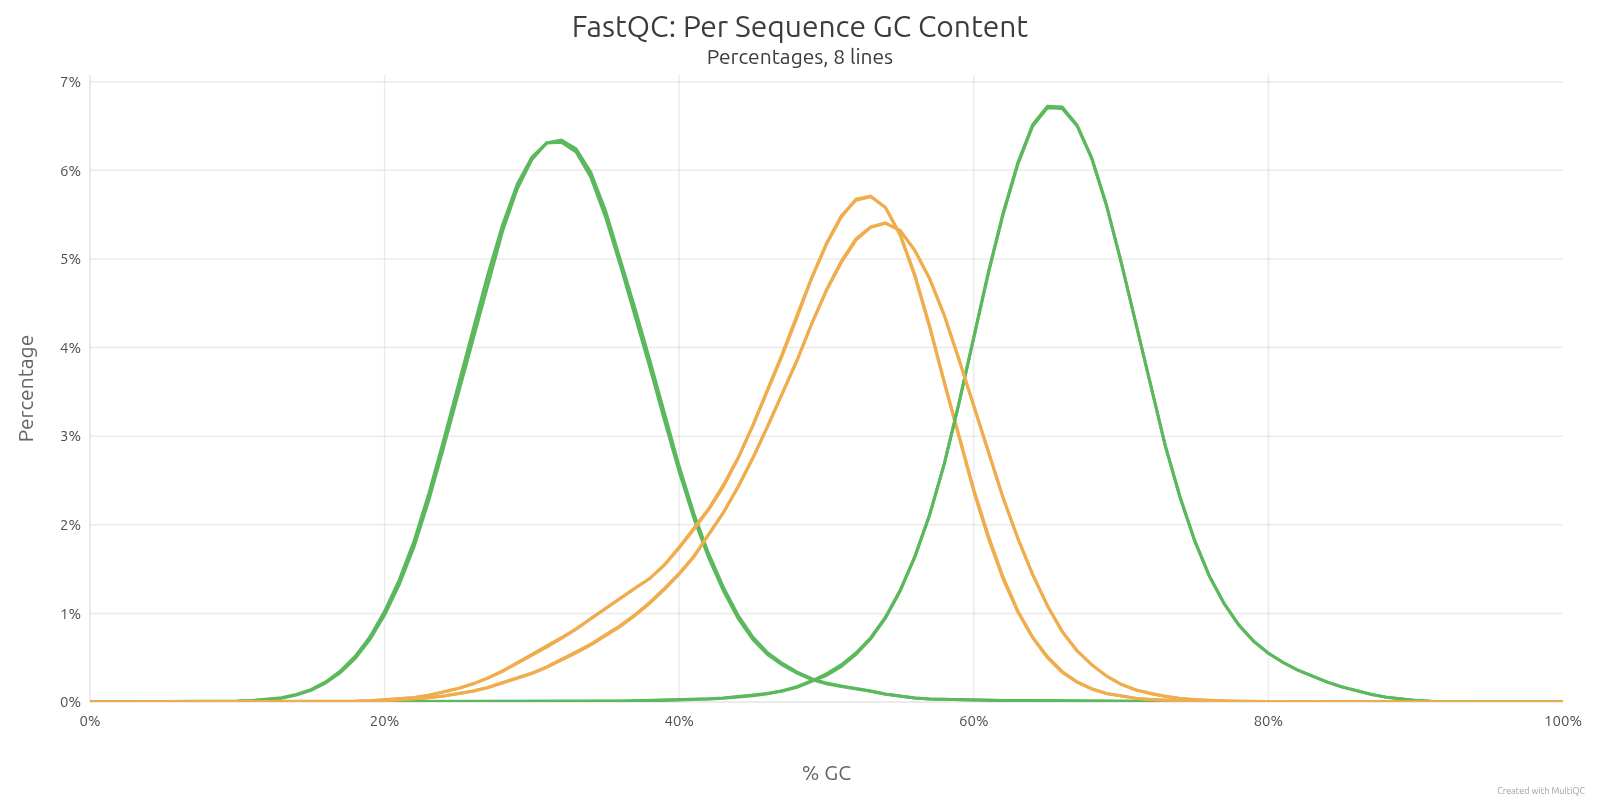 FastQC: Per Sequence GC Content
Percentages, 8 lines
7%
6%
5%
4%
3%
2%
1%
0%
Percentage
0%
20%
40%
60%
80%
100%
% GC
Created with MultiQC